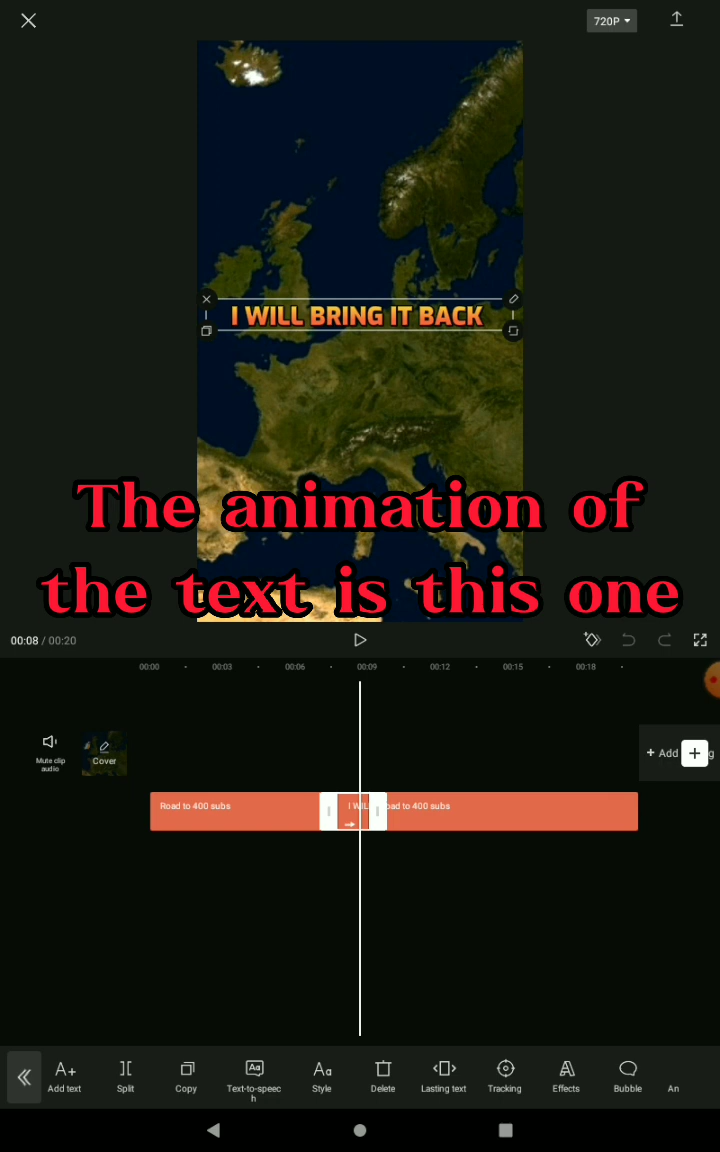 720P
I WILL BRING IT BACK
The animation of
the text is this one
00:08 / 00:20
00:00
00:03
00:06
00:09
00:12
00:15
00:18
Mute clip
audio
Cover
+ Add
g
Road to 400 subs
I WIL
oad to 400 subs
A+
Add text
Split
Copy
Text-to-speec
h
Style
Delete
Lasting text
Tracking
Effects
Bubble
An